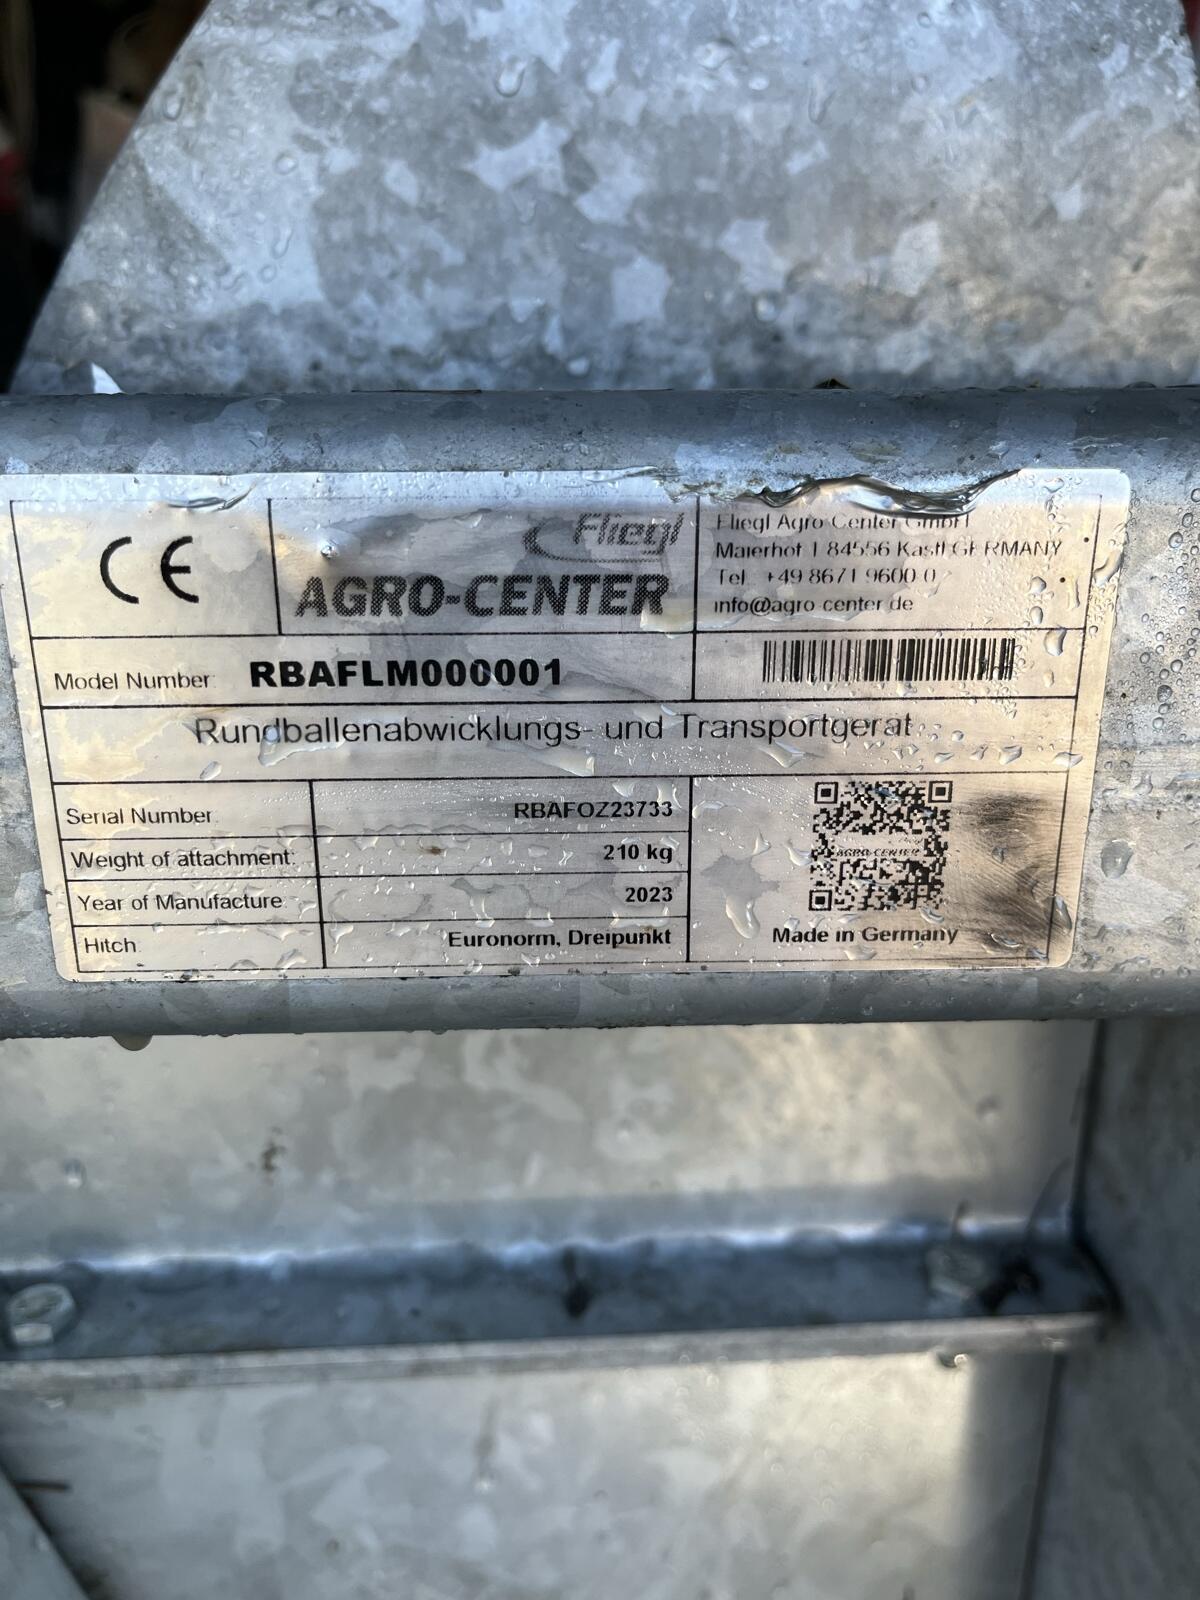 CE
Fliegl
AGRO-CENTER
Fliegl Agro-Center GmbH
Maierhof 1 84556 Kastl GERMANY
Tel. +49 8671 9600-0
info@agro-center.de
Model Number: RBAFLM000001
Rundballenabwicklungs- und Transportgerät
Serial Number: RBAFOZ23733
Weight of attachment: 210 kg
Year of Manufacture: 2023
Hitch: Euronorm, Dreipunkt
AGRO-CENTER
Made in Germany